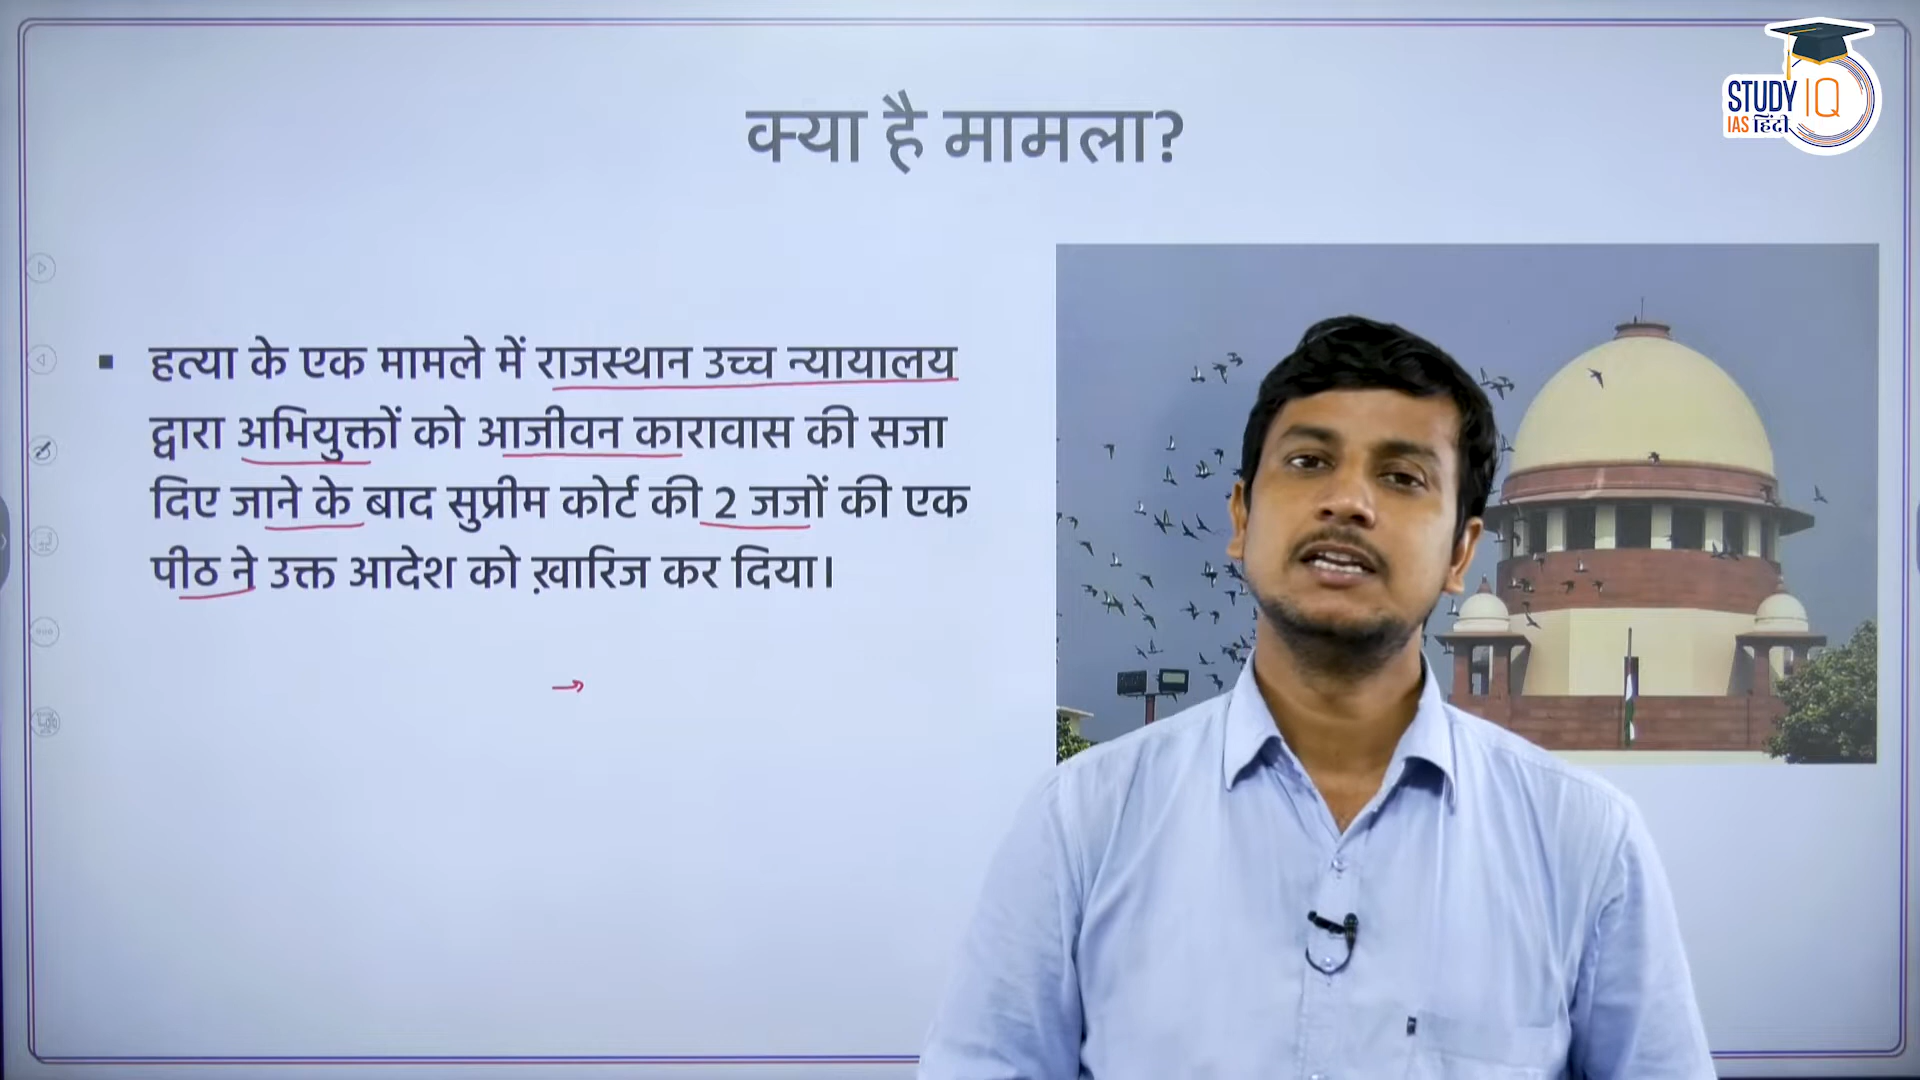 STUDY IQ
IAS हिंदी
क्या है मामला?
▪ हत्या के एक मामले में राजस्थान उच्च न्यायालय
द्वारा अभियुक्तों को आजीवन कारावास की सजा
दिए जाने के बाद सुप्रीम कोर्ट की 2 जजों की एक
पीठ ने उक्त आदेश को ख़ारिज कर दिया।